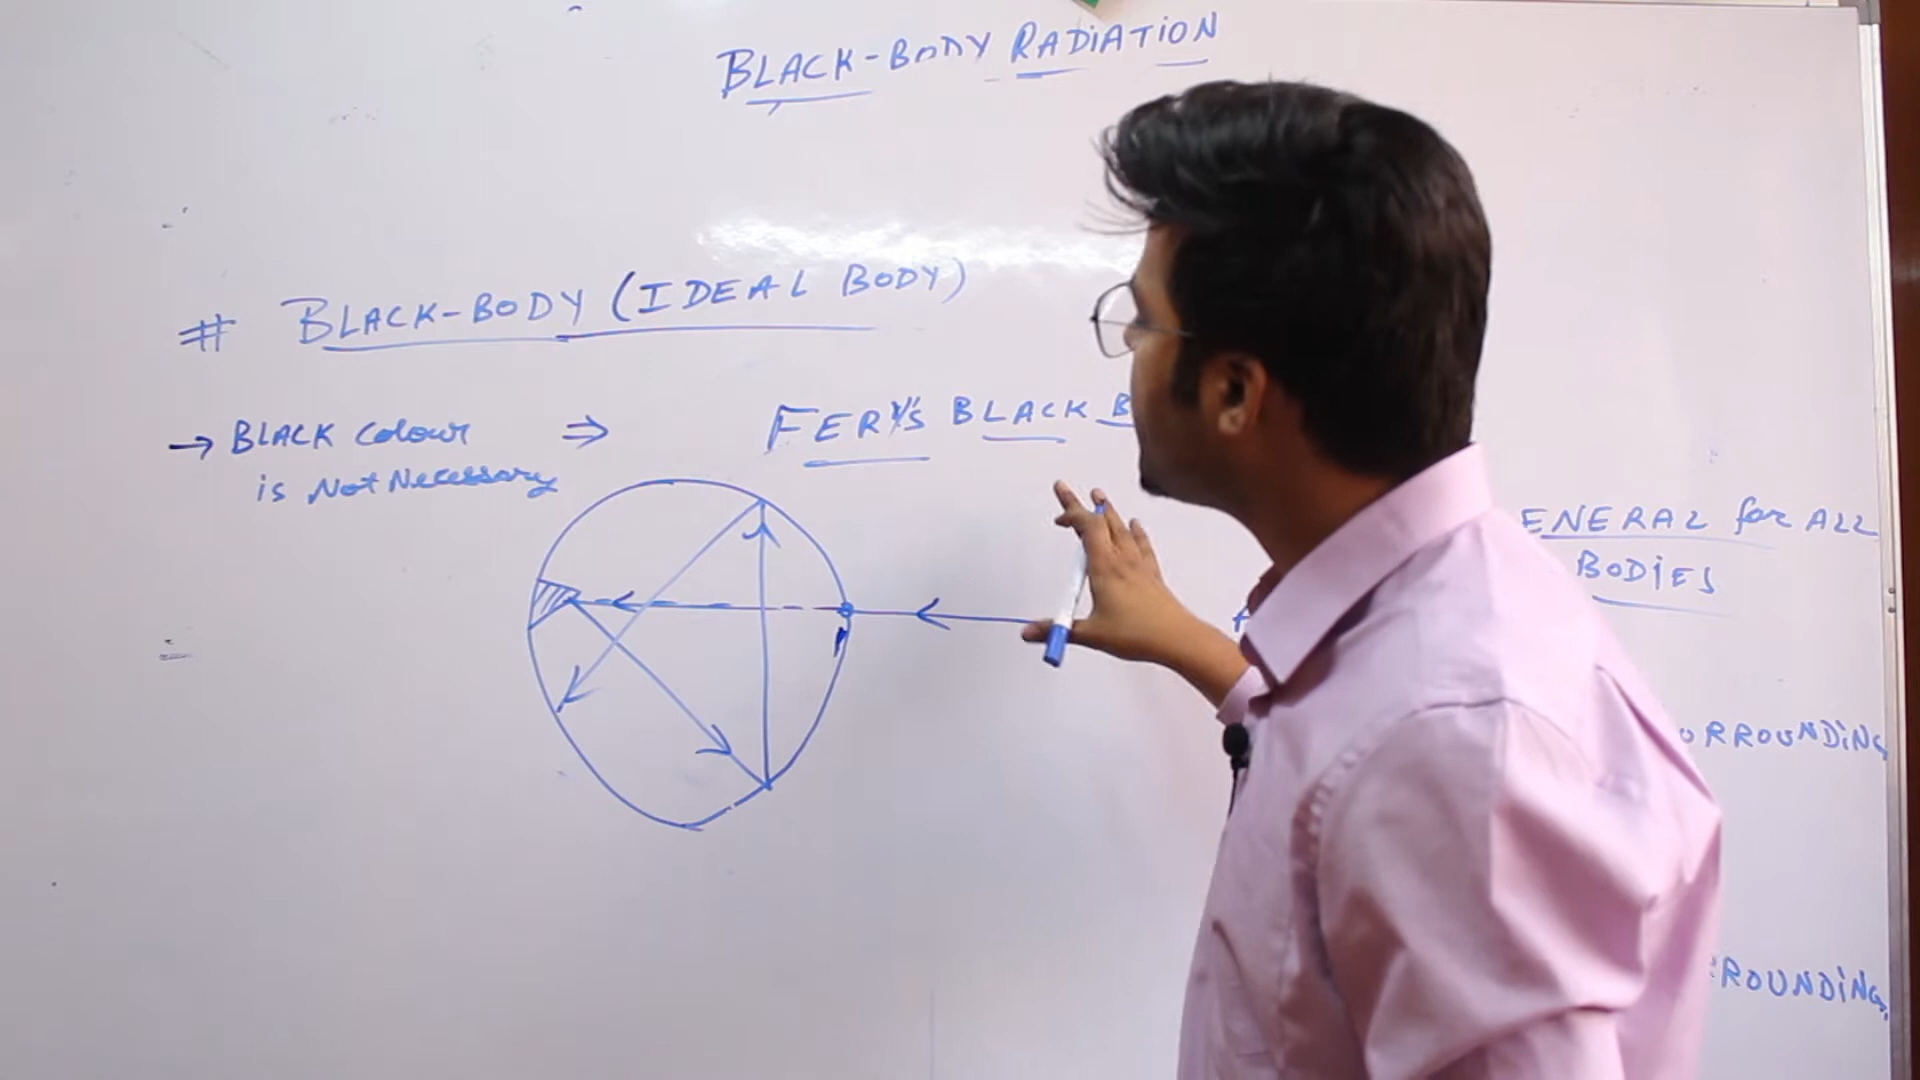 BLACK-BODY RADIATION
# BLACK-BODY (IDEAL BODY)
→ BLACK Colour ⇒ FERY'S BLACK B
is Not Necessary
ENERAL for ALL
BODIES
ORROUNDING
ROUNDING